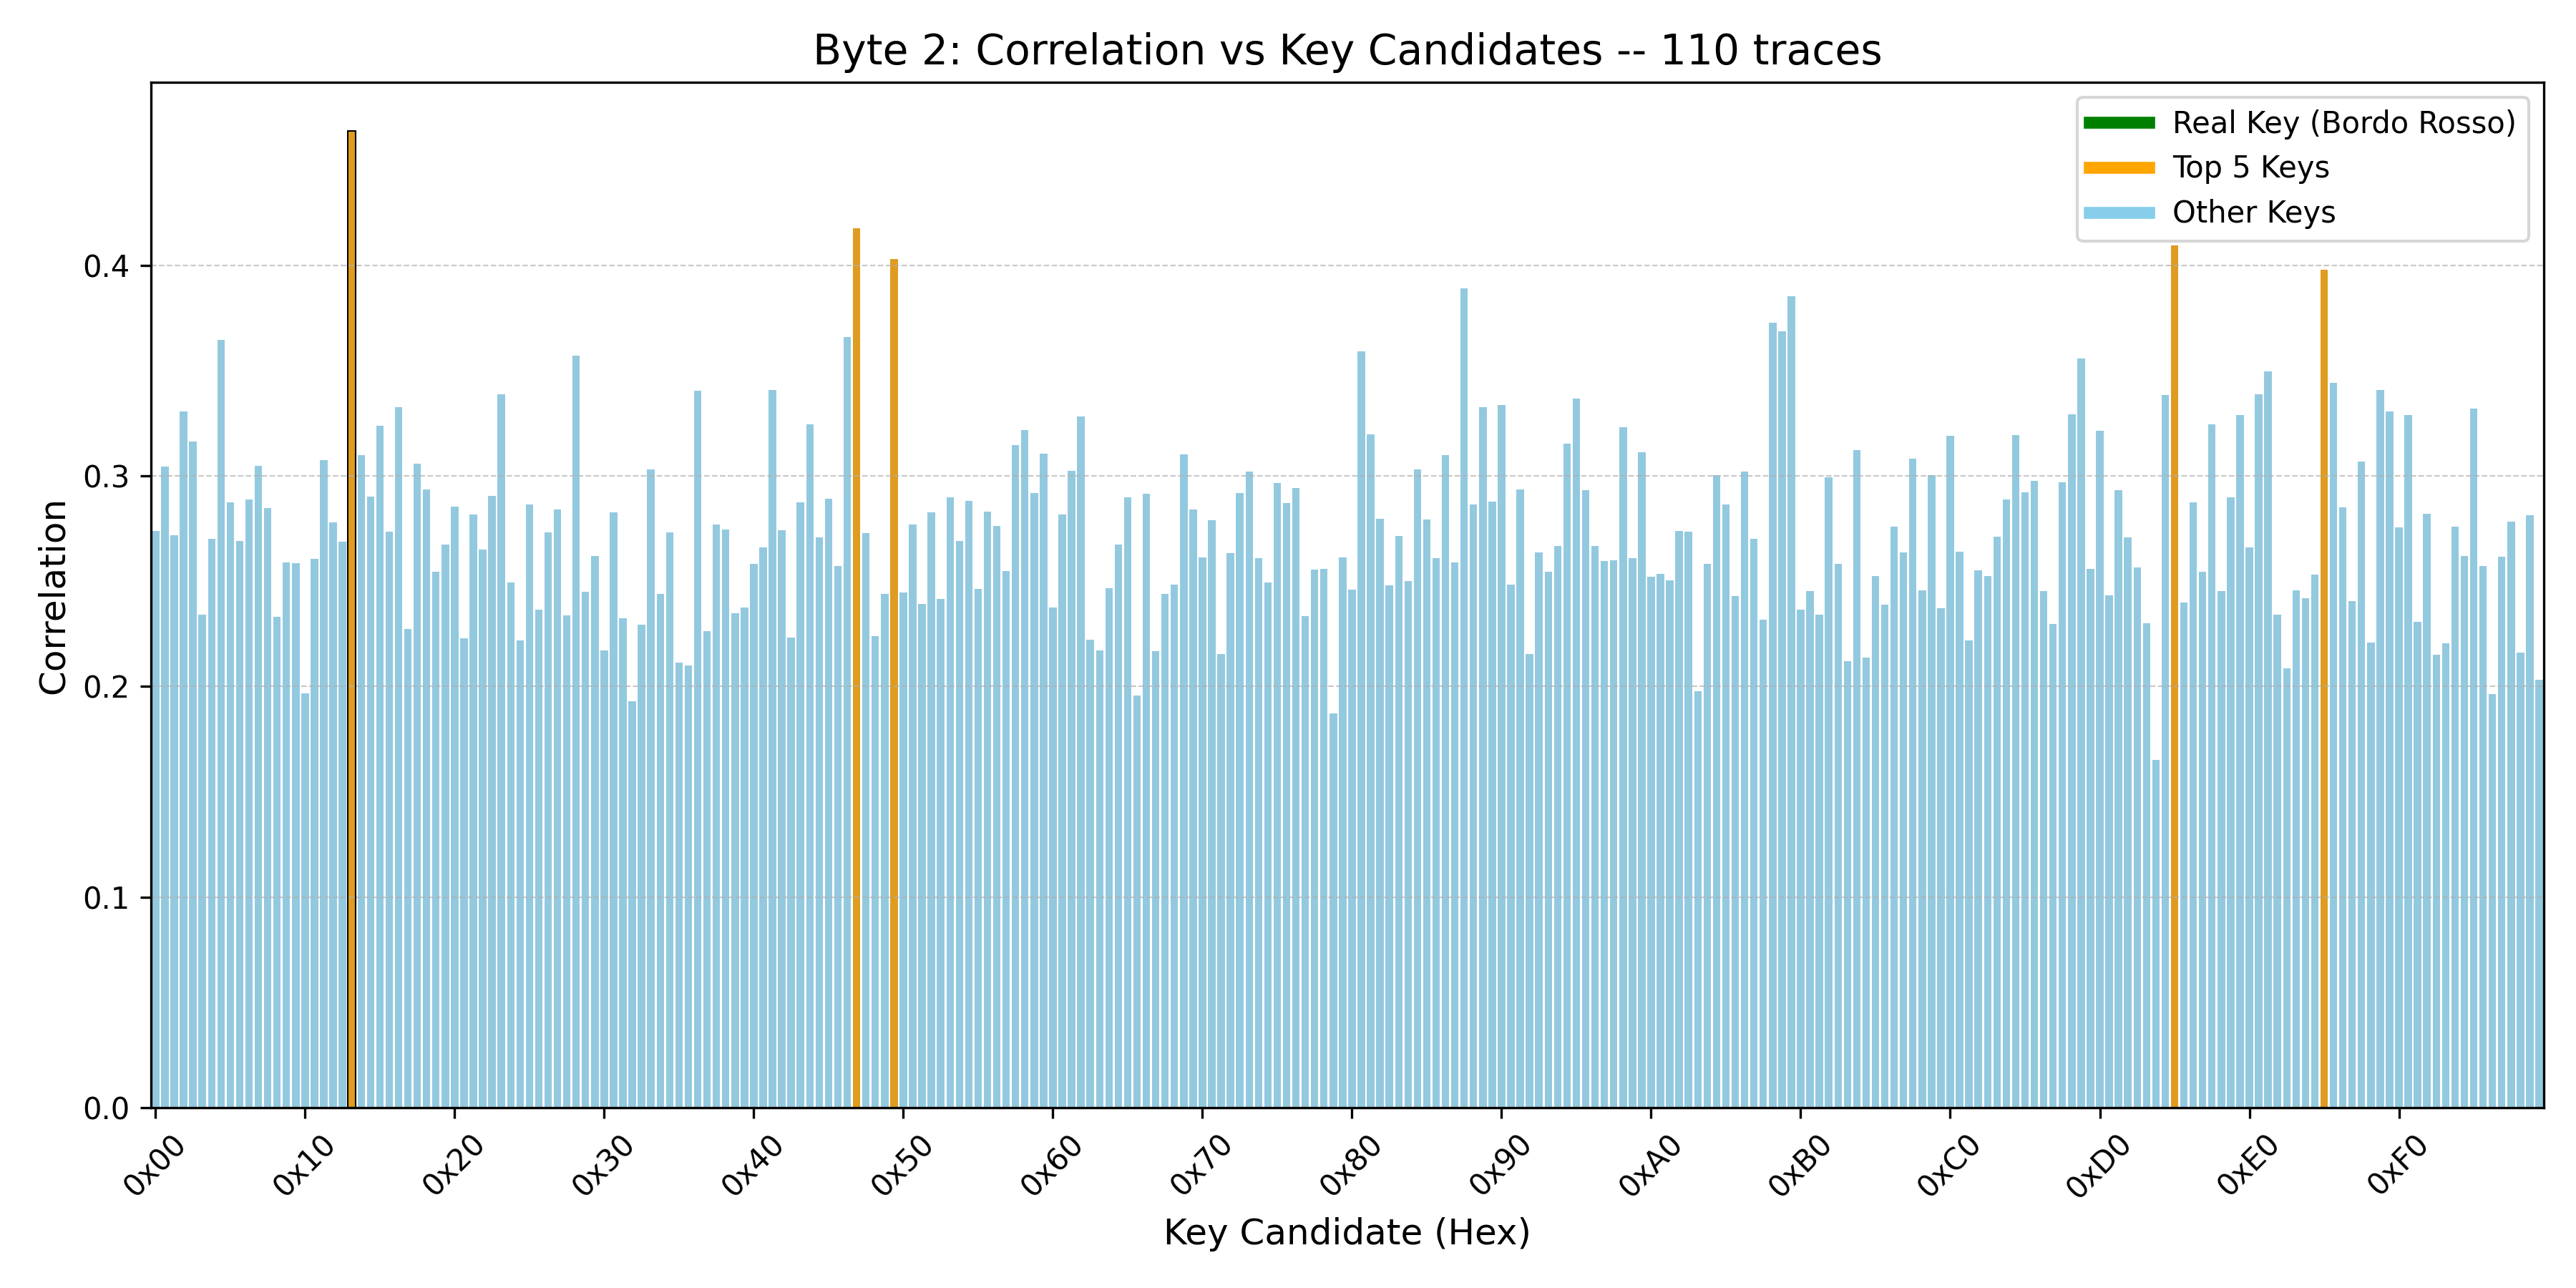 Byte 2: Correlation vs Key Candidates -- 110 traces
Real Key (Bordo Rosso)
Top 5 Keys
Other Keys
Correlation
0.4
0.3
0.2
0.1
0.0
0x00 0x10 0x20 0x30 0x40 0x50 0x60 0x70 0x80 0x90 0xA0 0xB0 0xC0 0xD0 0xE0 0xF0
Key Candidate (Hex)